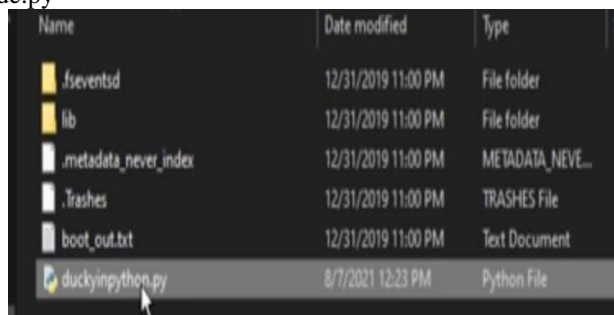 de.py
Name Date modified Type
.fseventsd 12/31/2019 11:00 PM File folder
lib 12/31/2019 11:00 PM File folder
.metadata_never_index 12/31/2019 11:00 PM METADATA_NEVE...
.Trashes 12/31/2019 11:00 PM TRASHES File
boot_out.txt 12/31/2019 11:00 PM Text Document
duckyinpython.py 8/7/2021 12:23 PM Python File